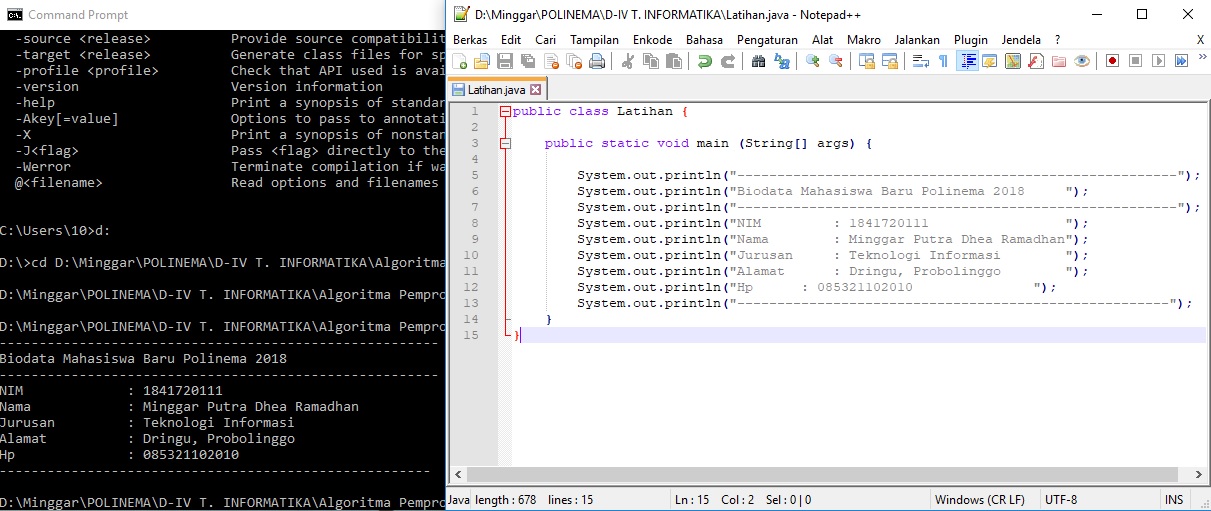 Command Prompt
-source <release> Provide source compatibilit
-target <release> Generate class files for sp
-profile <profile> Check that API used is avai
-version Version information
-help Print a synopsis of standar
-Akey[=value] Options to pass to annotati
-X Print a synopsis of nonstan
-J<flag> Pass <flag> directly to the
-Werror Terminate compilation if wa
@<filename> Read options and filenames
C:\Users\10>d:
D:\>cd D:\Minggar\POLINEMA\D-IV T. INFORMATIKA\Algoritma
D:\Minggar\POLINEMA\D-IV T. INFORMATIKA\Algoritma Pempro
D:\Minggar\POLINEMA\D-IV T. INFORMATIKA\Algoritma Pempro
-------------------------------------------------------
Biodata Mahasiswa Baru Polinema 2018
-------------------------------------------------------
NIM : 1841720111
Nama : Minggar Putra Dhea Ramadhan
Jurusan : Teknologi Informasi
Alamat : Dringu, Probolinggo
Hp : 085321102010
------------------------------------------------------
D:\Minggar\POLINEMA\D-IV T. INFORMATIKA\Algoritma Pempro
D:\Minggar\POLINEMA\D-IV T. INFORMATIKA\Latihan.java - Notepad++
Berkas Edit Cari Tampilan Enkode Bahasa Pengaturan Alat Makro Jalankan Plugin Jendela ? X
Latihan.java
1 public class Latihan {
2
3 public static void main (String[] args) {
4
5 System.out.println("-------------------------------------------------------");
6 System.out.println("Biodata Mahasiswa Baru Polinema 2018     ");
7 System.out.println("-------------------------------------------------------");
8 System.out.println("NIM         : 1841720111                 ");
9 System.out.println("Nama        : Minggar Putra Dhea Ramadhan");
10 System.out.println("Jurusan     : Teknologi Informasi        ");
11 System.out.println("Alamat      : Dringu, Probolinggo        ");
12 System.out.println("Hp      : 085321102010               ");
13 System.out.println("------------------------------------------------------");
14 }
15 }
Java length : 678 lines : 15 Ln : 15 Col : 2 Sel : 0 | 0 Windows (CR LF) UTF-8 INS